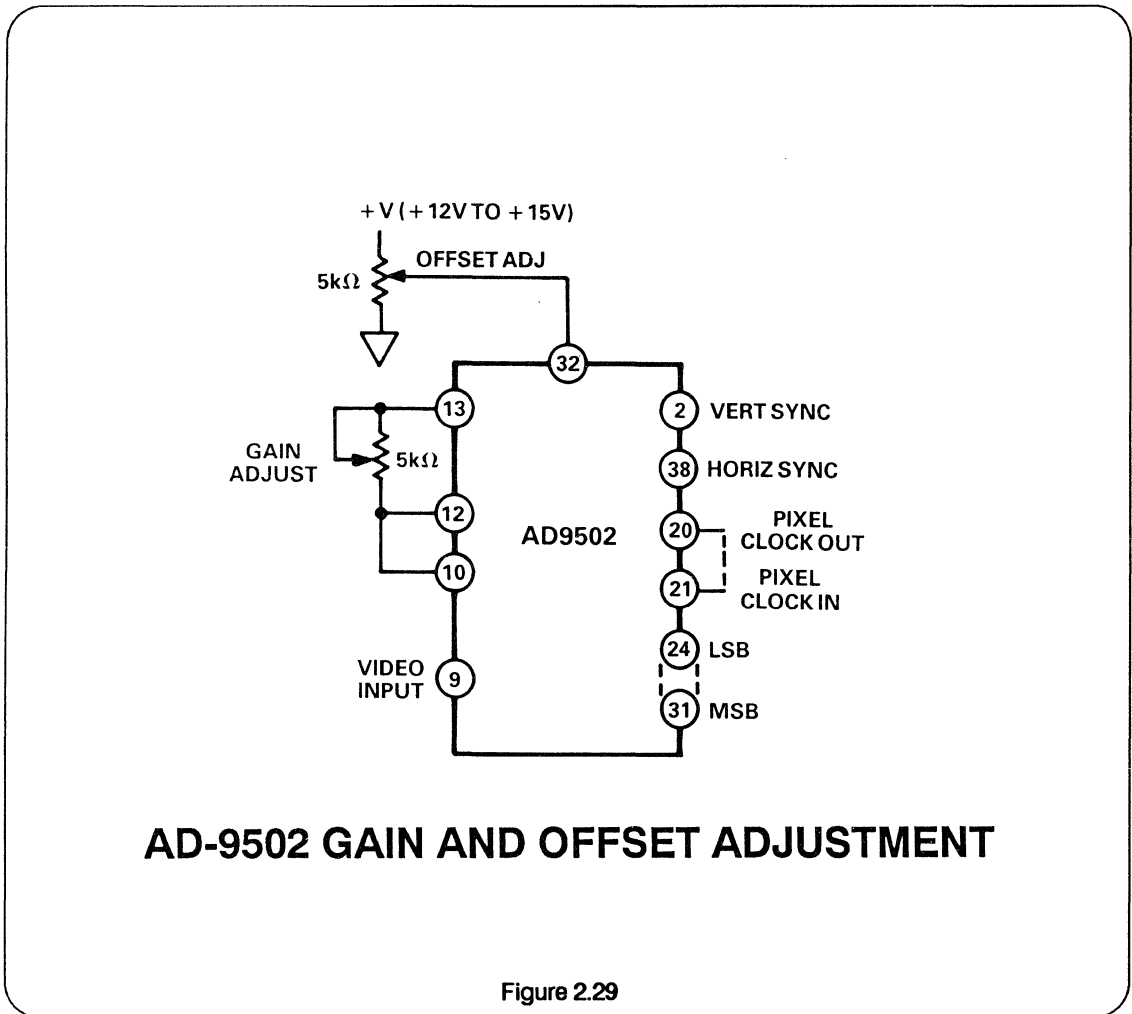 +V (+12V TO +15V)
OFFSET ADJ
5kΩ
32
13
2 VERT SYNC
GAIN
ADJUST
5kΩ
38 HORIZ SYNC
12
AD9502
20
PIXEL
CLOCK OUT
10
21
PIXEL
CLOCK IN
24 LSB
VIDEO
INPUT
9
31 MSB
AD-9502 GAIN AND OFFSET ADJUSTMENT
Figure 2.29